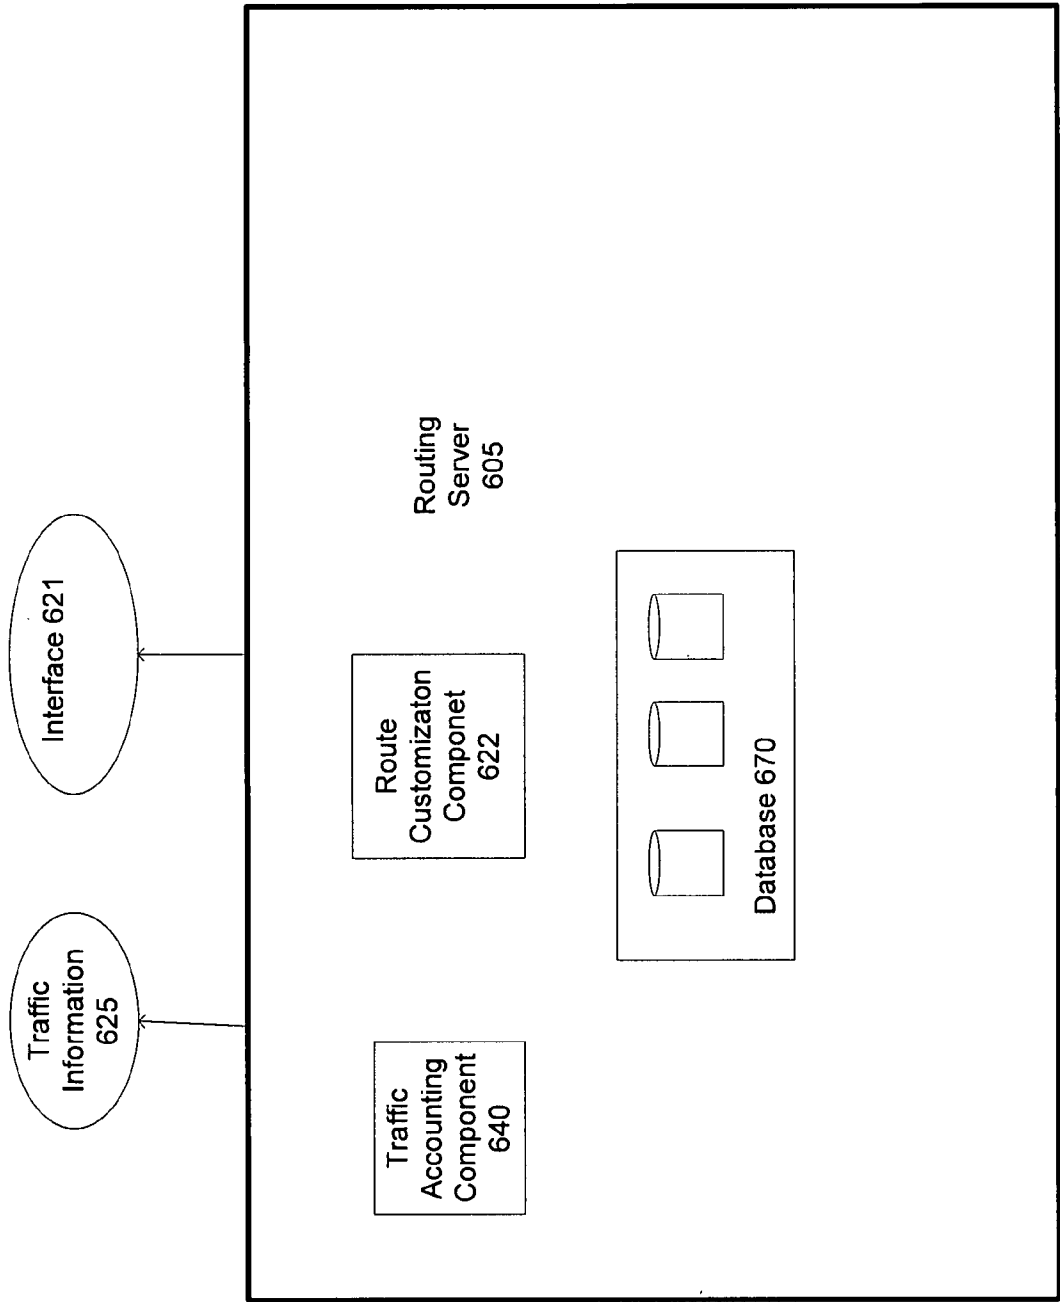 Traffic
Information
625
Interface 621
Traffic
Accounting
Component
640
Route
Customizaton
Componet
622
Routing
Server
605
Database 670